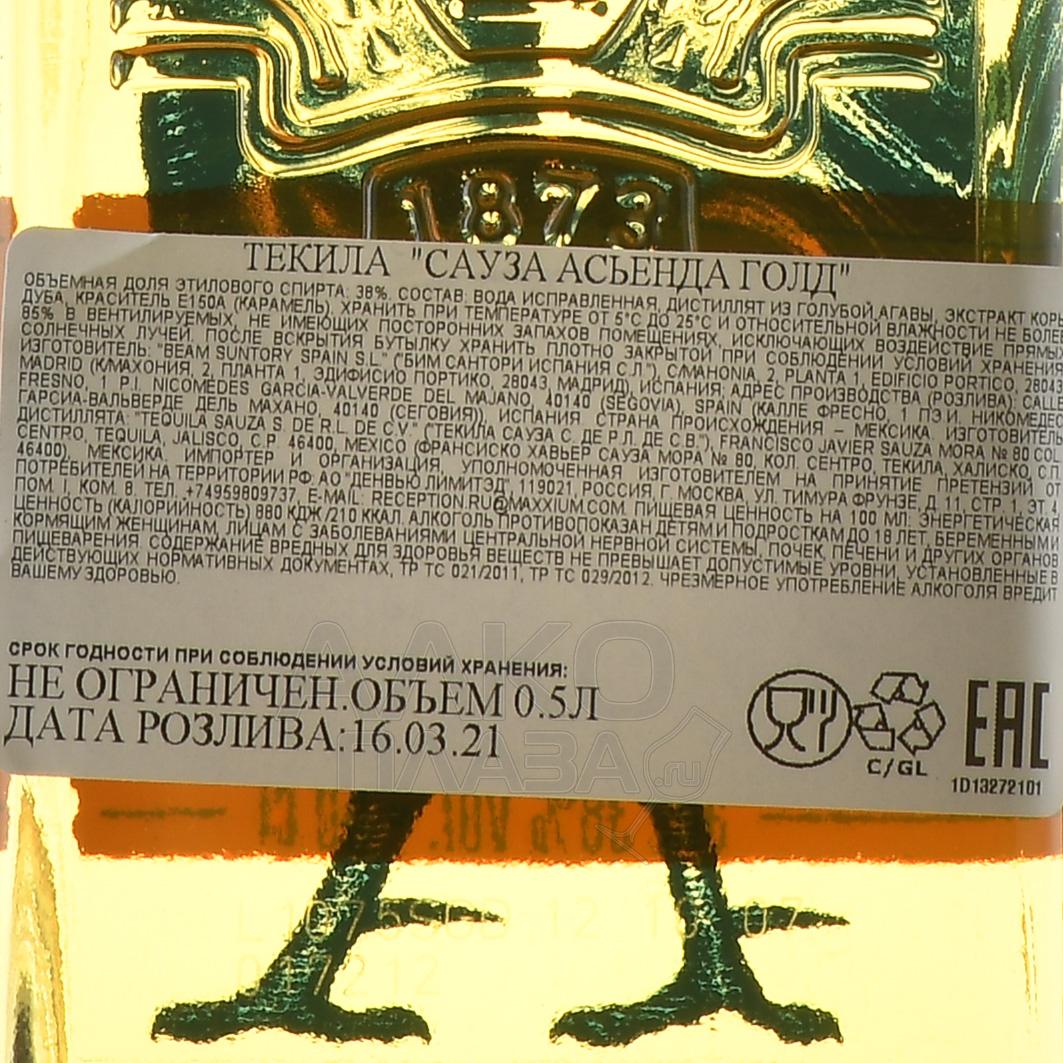 1873
ТЕКИЛА "САУЗА АСЬЕНДА ГОЛД"
ОБЪЕМНАЯ ДОЛЯ ЭТИЛОВОГО СПИРТА: 38%. СОСТАВ: ВОДА ИСПРАВЛЕННАЯ, ДИСТИЛЛЯТ ИЗ ГОЛУБОЙ АГАВЫ, ЭКСТРАКТ КОРЫ
ДУБА, КРАСИТЕЛЬ Е150А (КАРАМЕЛЬ). ХРАНИТЬ ПРИ ТЕМПЕРАТУРЕ ОТ 5°С ДО 25°С И ОТНОСИТЕЛЬНОЙ ВЛАЖНОСТИ НЕ БОЛЕЕ
85% В ВЕНТИЛИРУЕМЫХ, НЕ ИМЕЮЩИХ ПОСТОРОННИХ ЗАПАХОВ ПОМЕЩЕНИЯХ, ИСКЛЮЧАЮЩИХ ВОЗДЕЙСТВИЕ ПРЯМЫХ
СОЛНЕЧНЫХ ЛУЧЕЙ. ПОСЛЕ ВСКРЫТИЯ БУТЫЛКУ ХРАНИТЬ ПЛОТНО ЗАКРЫТОЙ ПРИ СОБЛЮДЕНИИ УСЛОВИЙ ХРАНЕНИЯ.
ИЗГОТОВИТЕЛЬ: "BEAM SUNTORY SPAIN S.L." ("БИМ САНТОРИ ИСПАНИЯ С.Л"), C/MAHONIA, 2, PLANTA 1, EDIFICIO PORTICO, 28043,
MADRID (К/МАХОНИЯ, 2, ПЛАНТА 1, ЭДИФИСИО ПОРТИКО, 28043, МАДРИД), ИСПАНИЯ; АДРЕС ПРОИЗВОДСТВА (РОЗЛИВА): CALLE
FRESNO, 1 P.I. NICOMEDES GARCIA-VALVERDE DEL MAJANO, 40140 (SEGOVIA), SPAIN (КАЛЛЕ ФРЕСНО, 1 ПЭ.И, НИКОМЕДЕС
ГАРСИА-ВАЛЬВЕРДЕ ДЕЛЬ МАХАНО, 40140 (СЕГОВИЯ)), ИСПАНИЯ СТРАНА ПРОИСХОЖДЕНИЯ – МЕКСИКА. ИЗГОТОВИТЕЛЬ
ДИСТИЛЛЯТА: "TEQUILA SAUZA S. DE R.L. DE C.V." ("ТЕКИЛА САУЗА С. ДЕ Р.Л. ДЕ С.В."), FRANCISCO JAVIER SAUZA MORA № 80 COL
CENTRO, TEQUILA, JALISCO, C.P. 46400, MEXICO (ФРАНСИСКО ХАВЬЕР САУЗА МОРА № 80, КОЛ. СЕНТРО, ТЕКИЛА, ХАЛИСКО, С.П.
46400), МЕКСИКА. ИМПОРТЕР И ОРГАНИЗАЦИЯ, УПОЛНОМОЧЕННАЯ ИЗГОТОВИТЕЛЕМ НА ПРИНЯТИЕ ПРЕТЕНЗИЙ ОТ
ПОТРЕБИТЕЛЕЙ НА ТЕРРИТОРИИ РФ: АО "ДЕНВЬЮ ЛИМИТЭД", 119021, РОССИЯ, Г. МОСКВА, УЛ. ТИМУРА ФРУНЗЕ, Д. 11, СТР. 1, ЭТ. 4
ПОМ. I, КОМ. 8. ТЕЛ. +74959809737, E-MAIL: RECEPTION.RU@MAXXIUM.COM. ПИЩЕВАЯ ЦЕННОСТЬ НА 100 МЛ: ЭНЕРГЕТИЧЕСКАЯ
ЦЕННОСТЬ (КАЛОРИЙНОСТЬ) 880 КДЖ /210 ККАЛ. АЛКОГОЛЬ ПРОТИВОПОКАЗАН ДЕТЯМ И ПОДРОСТКАМ ДО 18 ЛЕТ, БЕРЕМЕННЫМ И
КОРМЯЩИМ ЖЕНЩИНАМ, ЛИЦАМ С ЗАБОЛЕВАНИЯМИ ЦЕНТРАЛЬНОЙ НЕРВНОЙ СИСТЕМЫ, ПОЧЕК, ПЕЧЕНИ И ДРУГИХ ОРГАНОВ
ПИЩЕВАРЕНИЯ. СОДЕРЖАНИЕ ВРЕДНЫХ ДЛЯ ЗДОРОВЬЯ ВЕЩЕСТВ НЕ ПРЕВЫШАЕТ ДОПУСТИМЫЕ УРОВНИ, УСТАНОВЛЕННЫЕ В
ДЕЙСТВУЮЩИХ НОРМАТИВНЫХ ДОКУМЕНТАХ, ТР ТС 021/2011, ТР ТС 029/2012. ЧРЕЗМЕРНОЕ УПОТРЕБЛЕНИЕ АЛКОГОЛЯ ВРЕДИТ
ВАШЕМУ ЗДОРОВЬЮ.
СРОК ГОДНОСТИ ПРИ СОБЛЮДЕНИИ УСЛОВИЙ ХРАНЕНИЯ:
НЕ ОГРАНИЧЕН.ОБЪЕМ 0.5Л
ДАТА РОЗЛИВА:16.03.21
C/GL
EAC
1D13272101
АЛКО
ПЛАЗА.ru